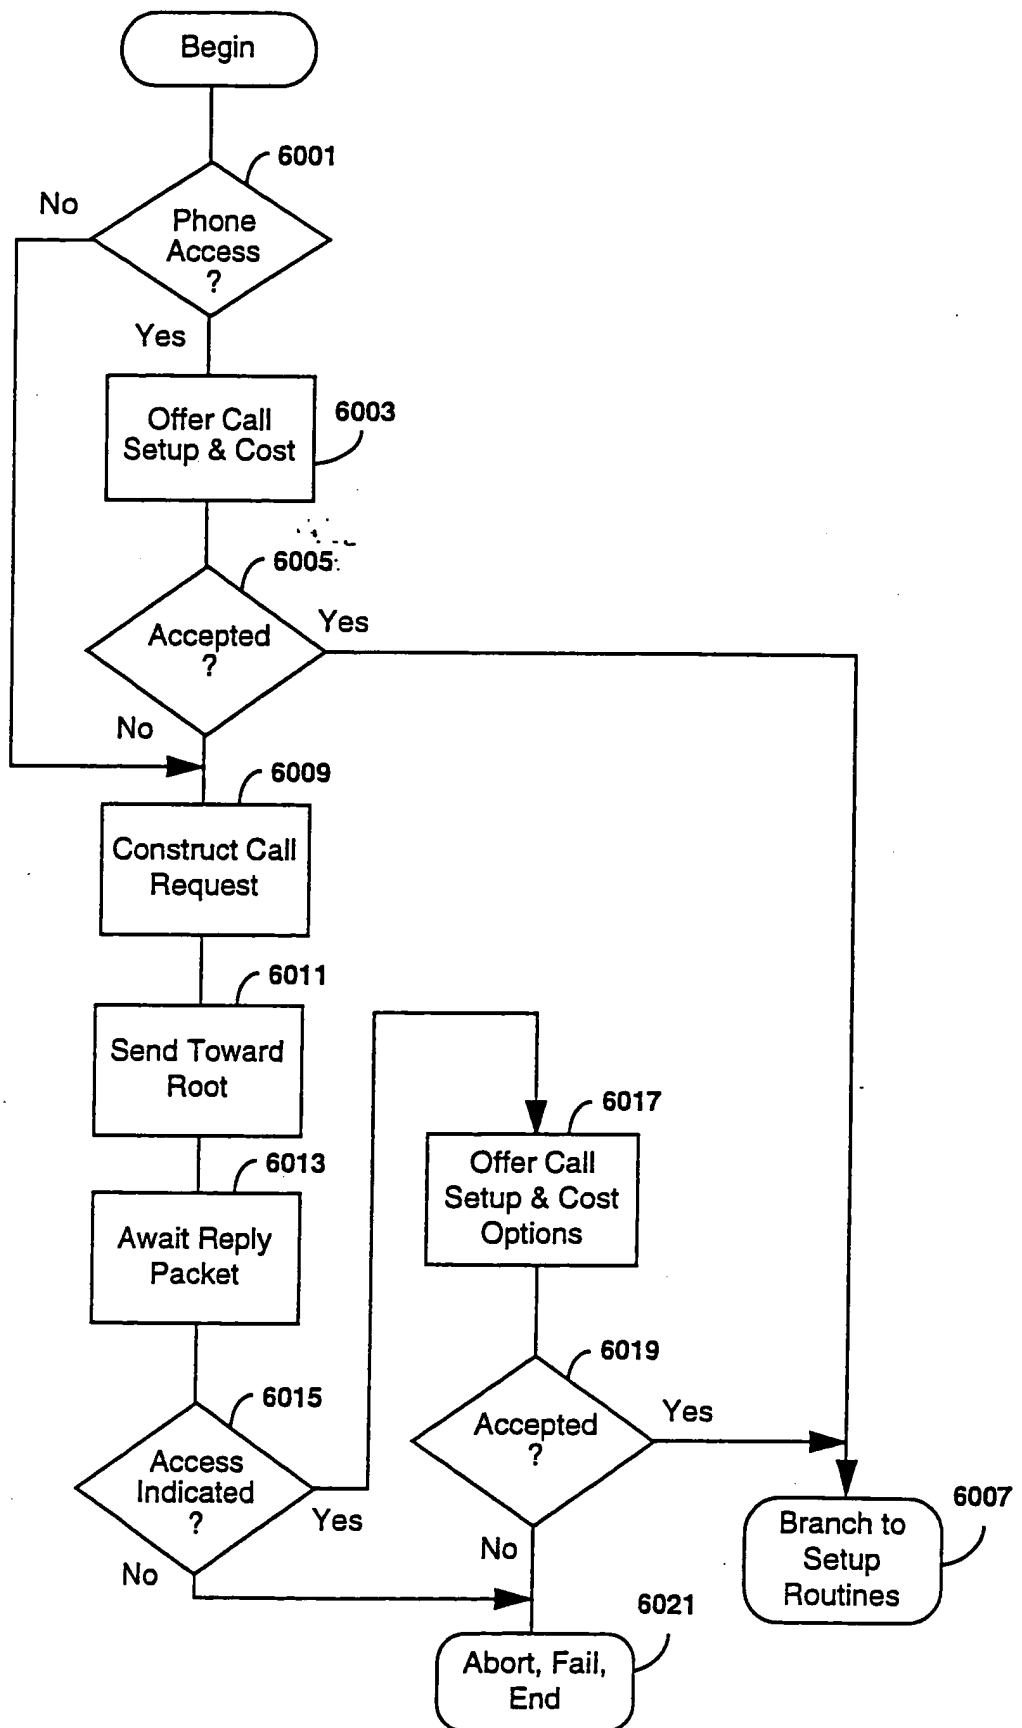 Begin
6001
No
Phone
Access
?
Yes
6003
Offer Call
Setup & Cost
6005
Yes
Accepted
?
No
6009
Construct Call
Request
6011
Send Toward
Root
6017
Offer Call
Setup & Cost
Options
6013
Await Reply
Packet
6019
6015
Accepted
?
Yes
Access
Indicated
?
Yes
No
No
6007
Branch to
Setup
Routines
6021
Abort, Fail,
End